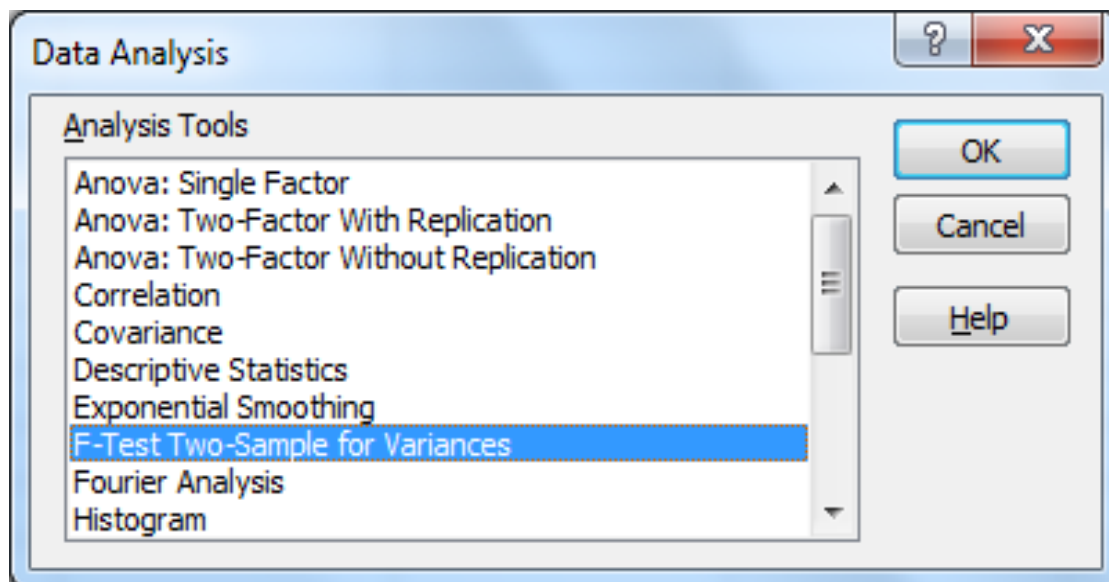 Data Analysis
Analysis Tools
Anova: Single Factor
Anova: Two-Factor With Replication
Anova: Two-Factor Without Replication
Correlation
Covariance
Descriptive Statistics
Exponential Smoothing
F-Test Two-Sample for Variances
Fourier Analysis
Histogram
OK
Cancel
Help